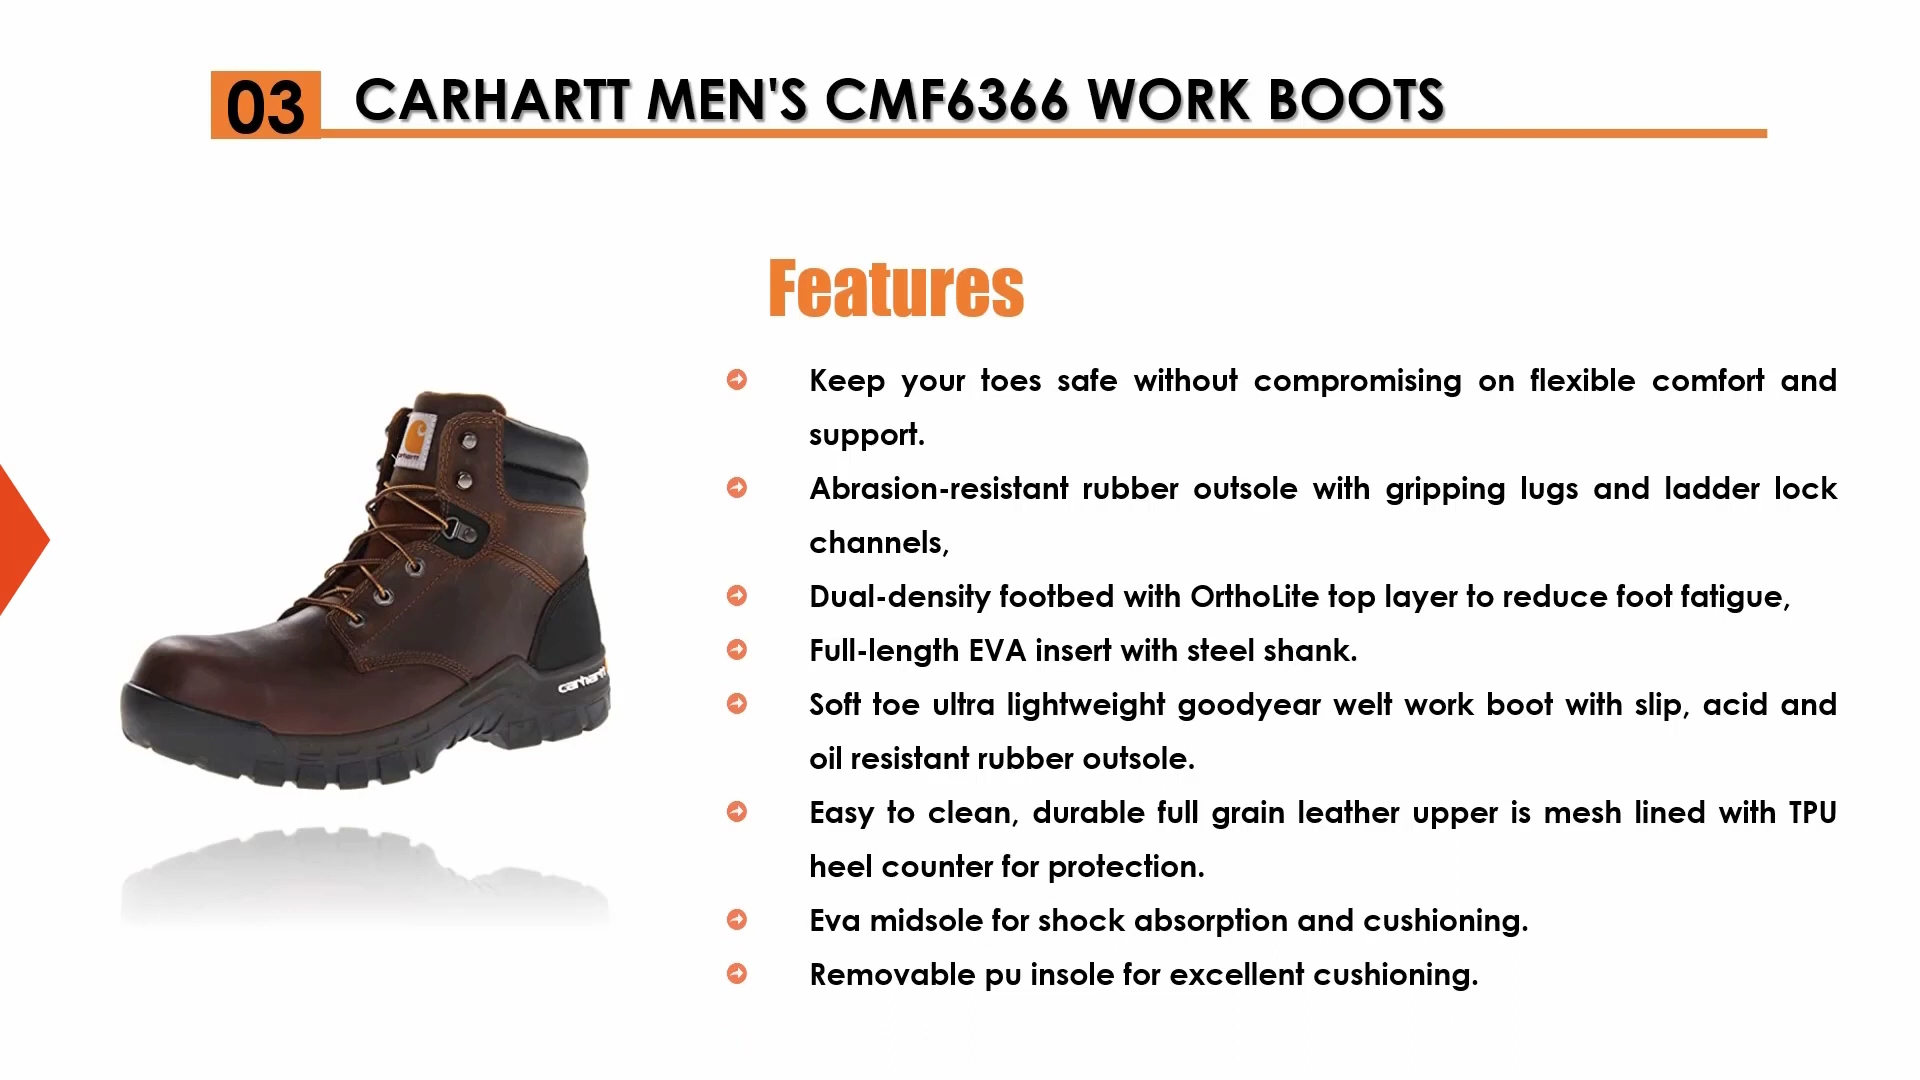 03
CARHARTT MEN'S CMF6366 WORK BOOTS
Features
Keep your toes safe without compromising on flexible comfort and
support.
Abrasion-resistant rubber outsole with gripping lugs and ladder lock
channels,
Dual-density footbed with OrthoLite top layer to reduce foot fatigue,
Full-length EVA insert with steel shank.
Soft toe ultra lightweight goodyear welt work boot with slip, acid and
oil resistant rubber outsole.
Easy to clean, durable full grain leather upper is mesh lined with TPU
heel counter for protection.
Eva midsole for shock absorption and cushioning.
Removable pu insole for excellent cushioning.
carhartt
carhartt